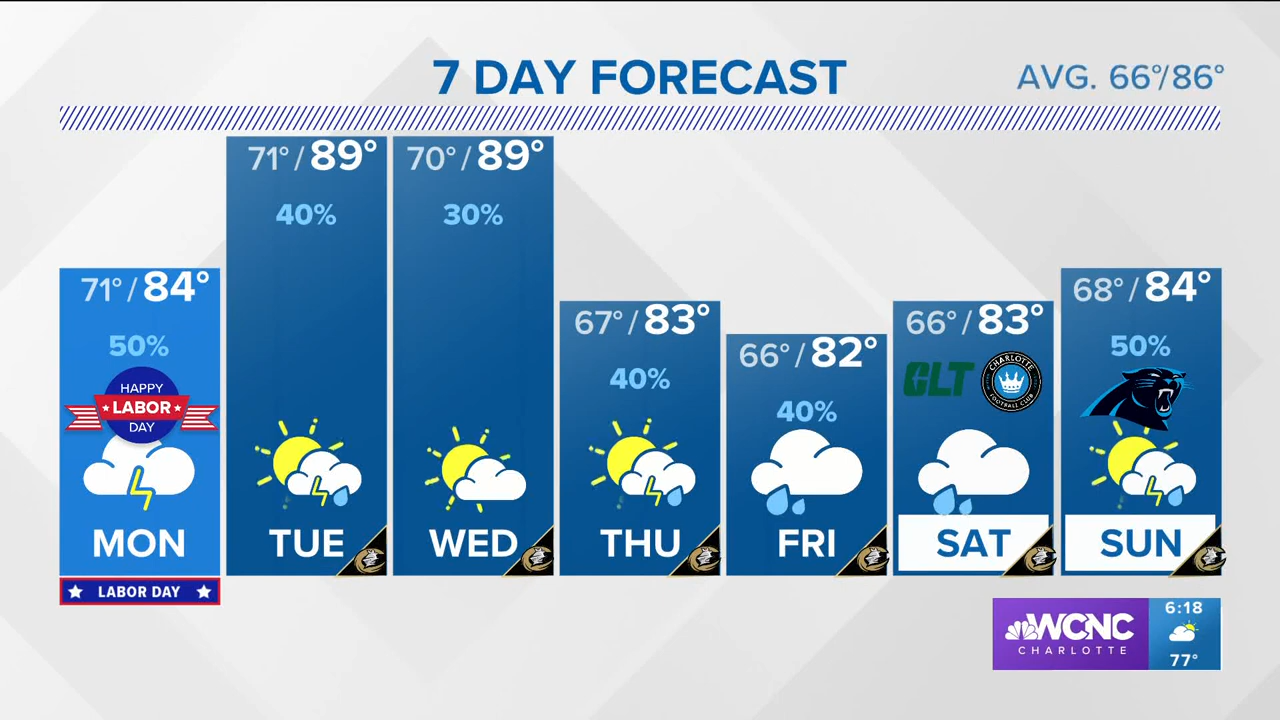 7 DAY FORECAST
AVG. 66°/86°
71° / 84°
50%
HAPPY
LABOR
DAY
MON
LABOR DAY
71° / 89°
40%
TUE
70° / 89°
30%
WED
67° / 83°
40%
THU
66° / 82°
40%
FRI
66° / 83°
CLT
CHARLOTTE
FOOTBALL CLUB
SAT
68° / 84°
50%
SUN
WCNC
CHARLOTTE
6:18
77°